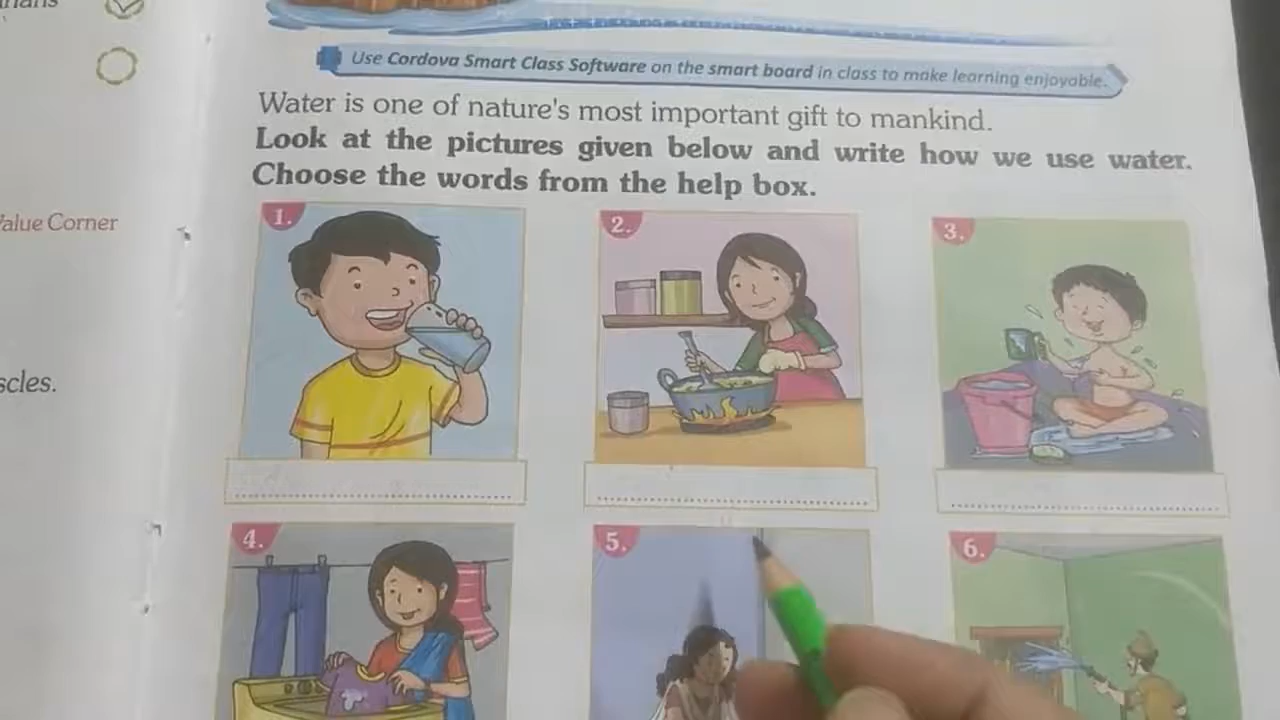 Use Cordova Smart Class Software on the smart board in class to make learning enjoyable.
Water is one of nature's most important gift to mankind.
Look at the pictures given below and write how we use water.
Choose the words from the help box.
alue Corner
1.
2.
3.
scles.
4.
5.
6.